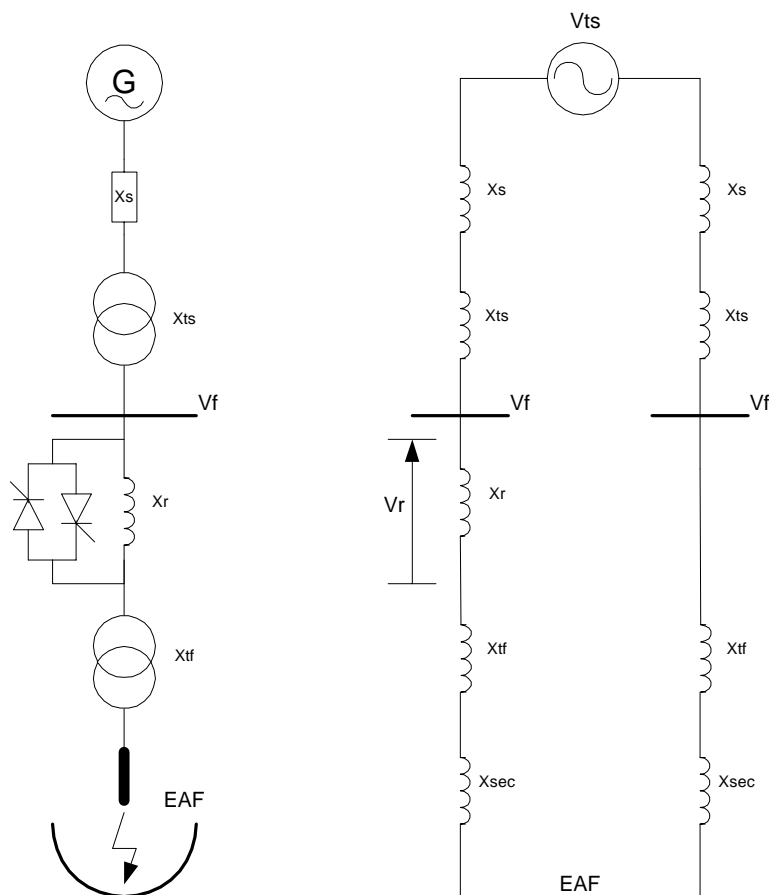 Vts
G
Xs
Xs
Xs
Xts
Xts
Xts
Vf
Vf
Vf
Xr
Vr
Xr
Xtf
Xtf
Xtf
Xsec
Xsec
EAF
EAF